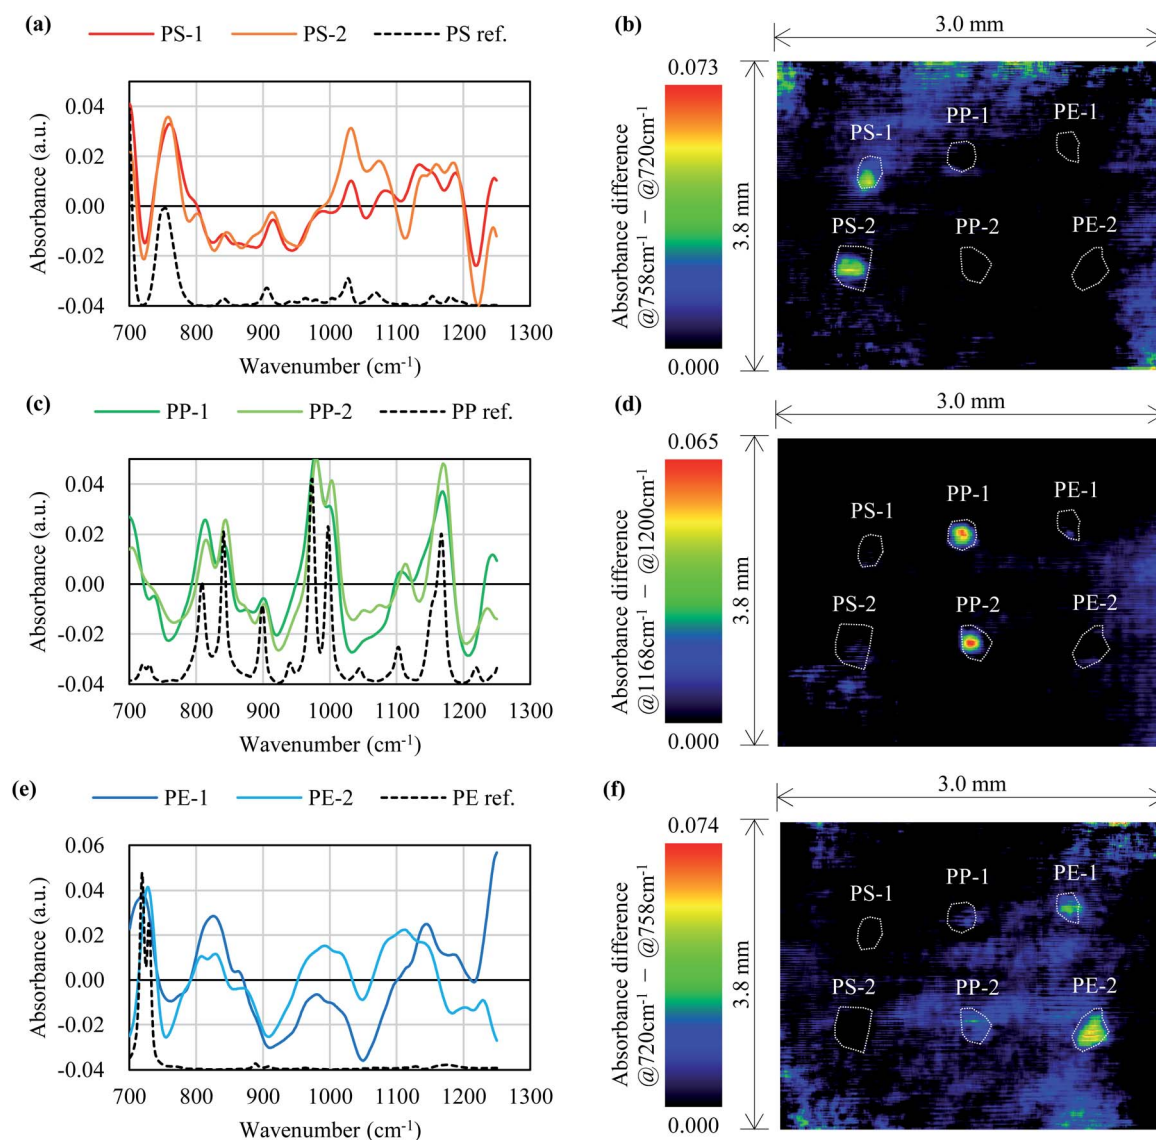 (a) PS-1 PS-2 PS ref.
0.04
0.02
0.00
-0.02
-0.04
Absorbance (a.u.)
700 800 900 1000 1100 1200 1300
Wavenumber (cm-1)
(b)
3.0 mm
0.073
0.000
Absorbance difference
@758cm-1 − @720cm-1
3.8 mm
PS-1 PP-1 PE-1
PS-2 PP-2 PE-2
(c) PP-1 PP-2 PP ref.
0.04
0.02
0.00
-0.02
-0.04
Absorbance (a.u.)
700 800 900 1000 1100 1200 1300
Wavenumber (cm-1)
(d)
3.0 mm
0.065
0.000
Absorbance difference
@1168cm-1 − @1200cm-1
3.8 mm
PS-1 PP-1 PE-1
PS-2 PP-2 PE-2
(e) PE-1 PE-2 PE ref.
0.06
0.04
0.02
0.00
-0.02
-0.04
Absorbance (a.u.)
700 800 900 1000 1100 1200 1300
Wavenumber (cm-1)
(f)
3.0 mm
0.074
0.000
Absorbance difference
@720cm-1 − @758cm-1
3.8 mm
PS-1 PP-1 PE-1
PS-2 PP-2 PE-2